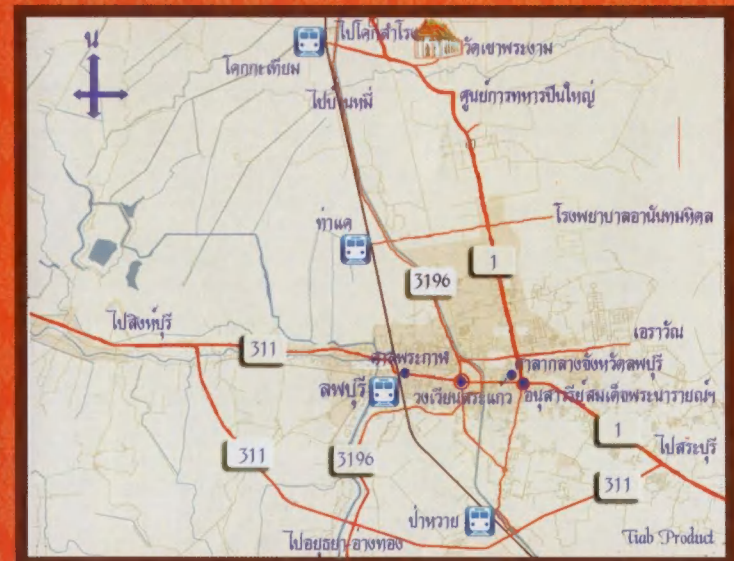 น
ไปโคกสำโรง
วัดเขาพระงาม
โคกกะเทียม
ศูนย์การทหารปืนใหญ่
ไปบ้านหมี่
โรงพยาบาลอานันทมหิดล
ท่าแค
1
3196
ไปสิงห์บุรี
เอราวัณ
311
ศาลพระกาฬ
ศาลากลางจังหวัดลพบุรี
ลพบุรี
วงเวียนสระแก้ว
อนุสาวรีย์สมเด็จพระนารายณ์ฯ
1
ไปสระบุรี
311
3196
311
ป่าหวาย
ไปอยุธยา-อ่างทอง
Tiab Product